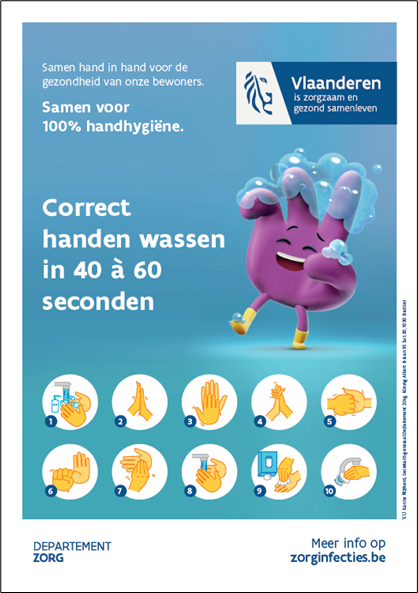 Samen hand in hand voor de
gezondheid van onze bewoners.
Samen voor
100% handhygiëne.
Vlaanderen
is zorgzaam en
gezond samenleven
Correct
handen wassen
in 40 à 60
seconden
1
2
3
4
5
6
7
8
9
10
DEPARTEMENT
ZORG
Meer info op
zorginfecties.be